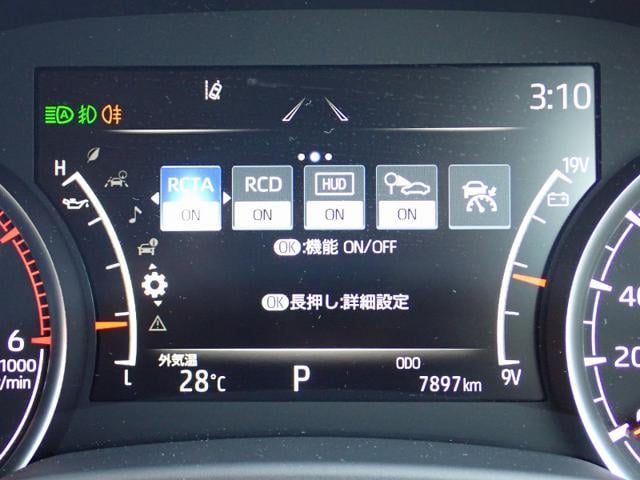 A
3:10
H
19V
RCTA
RCD
HUD
ON
ON
ON
ON
OK:機能 ON/OFF
OK長押し:詳細設定
6
1000
/min
40
20
外気温
28℃
P
ODO
7897km
L
9V